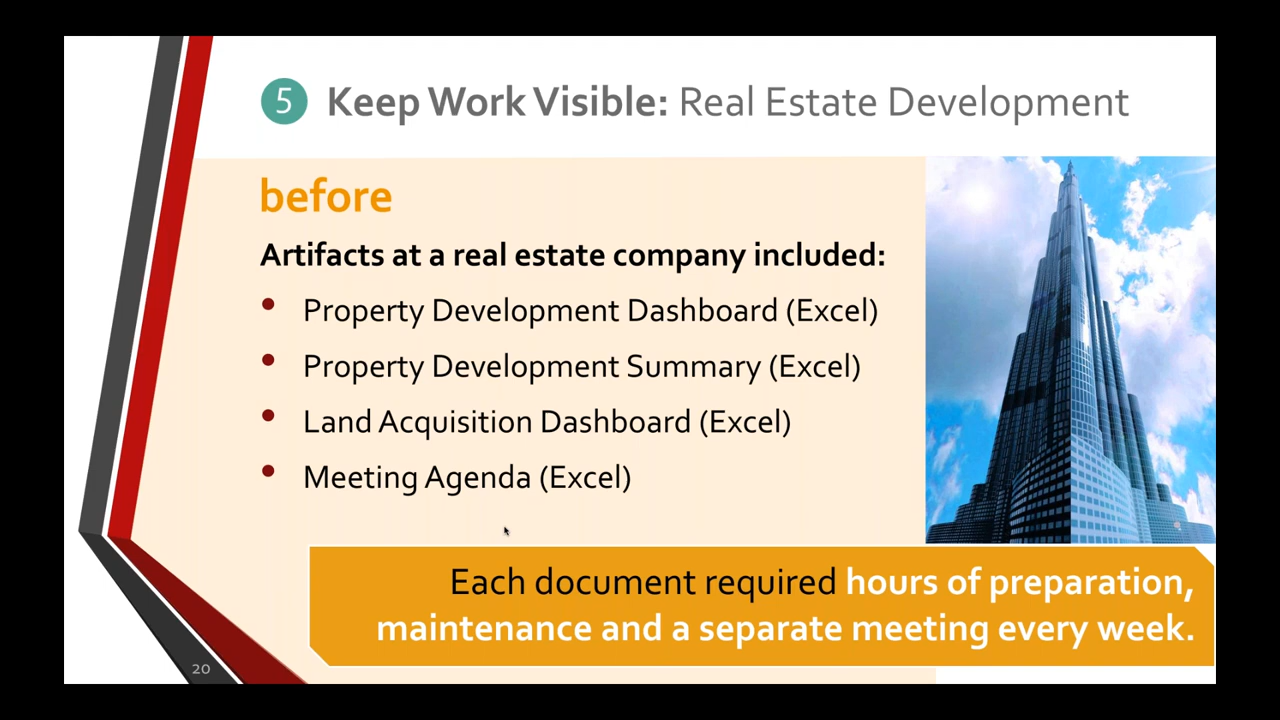 5 Keep Work Visible: Real Estate Development
before
Artifacts at a real estate company included:
• Property Development Dashboard (Excel)
• Property Development Summary (Excel)
• Land Acquisition Dashboard (Excel)
• Meeting Agenda (Excel)
Each document required hours of preparation,
maintenance and a separate meeting every week.
20